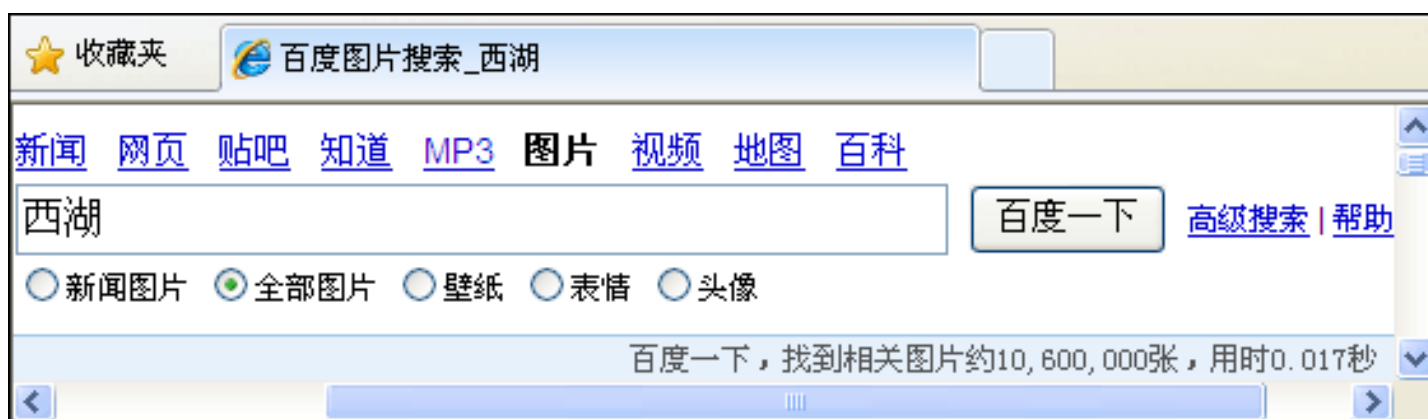 收藏夹 百度图片搜索_西湖
新闻 网页 贴吧 知道 MP3 图片 视频 地图 百科
西湖 百度一下 高级搜索 | 帮助
新闻图片 全部图片 壁纸 表情 头像
百度一下，找到相关图片约10,600,000张，用时0.017秒